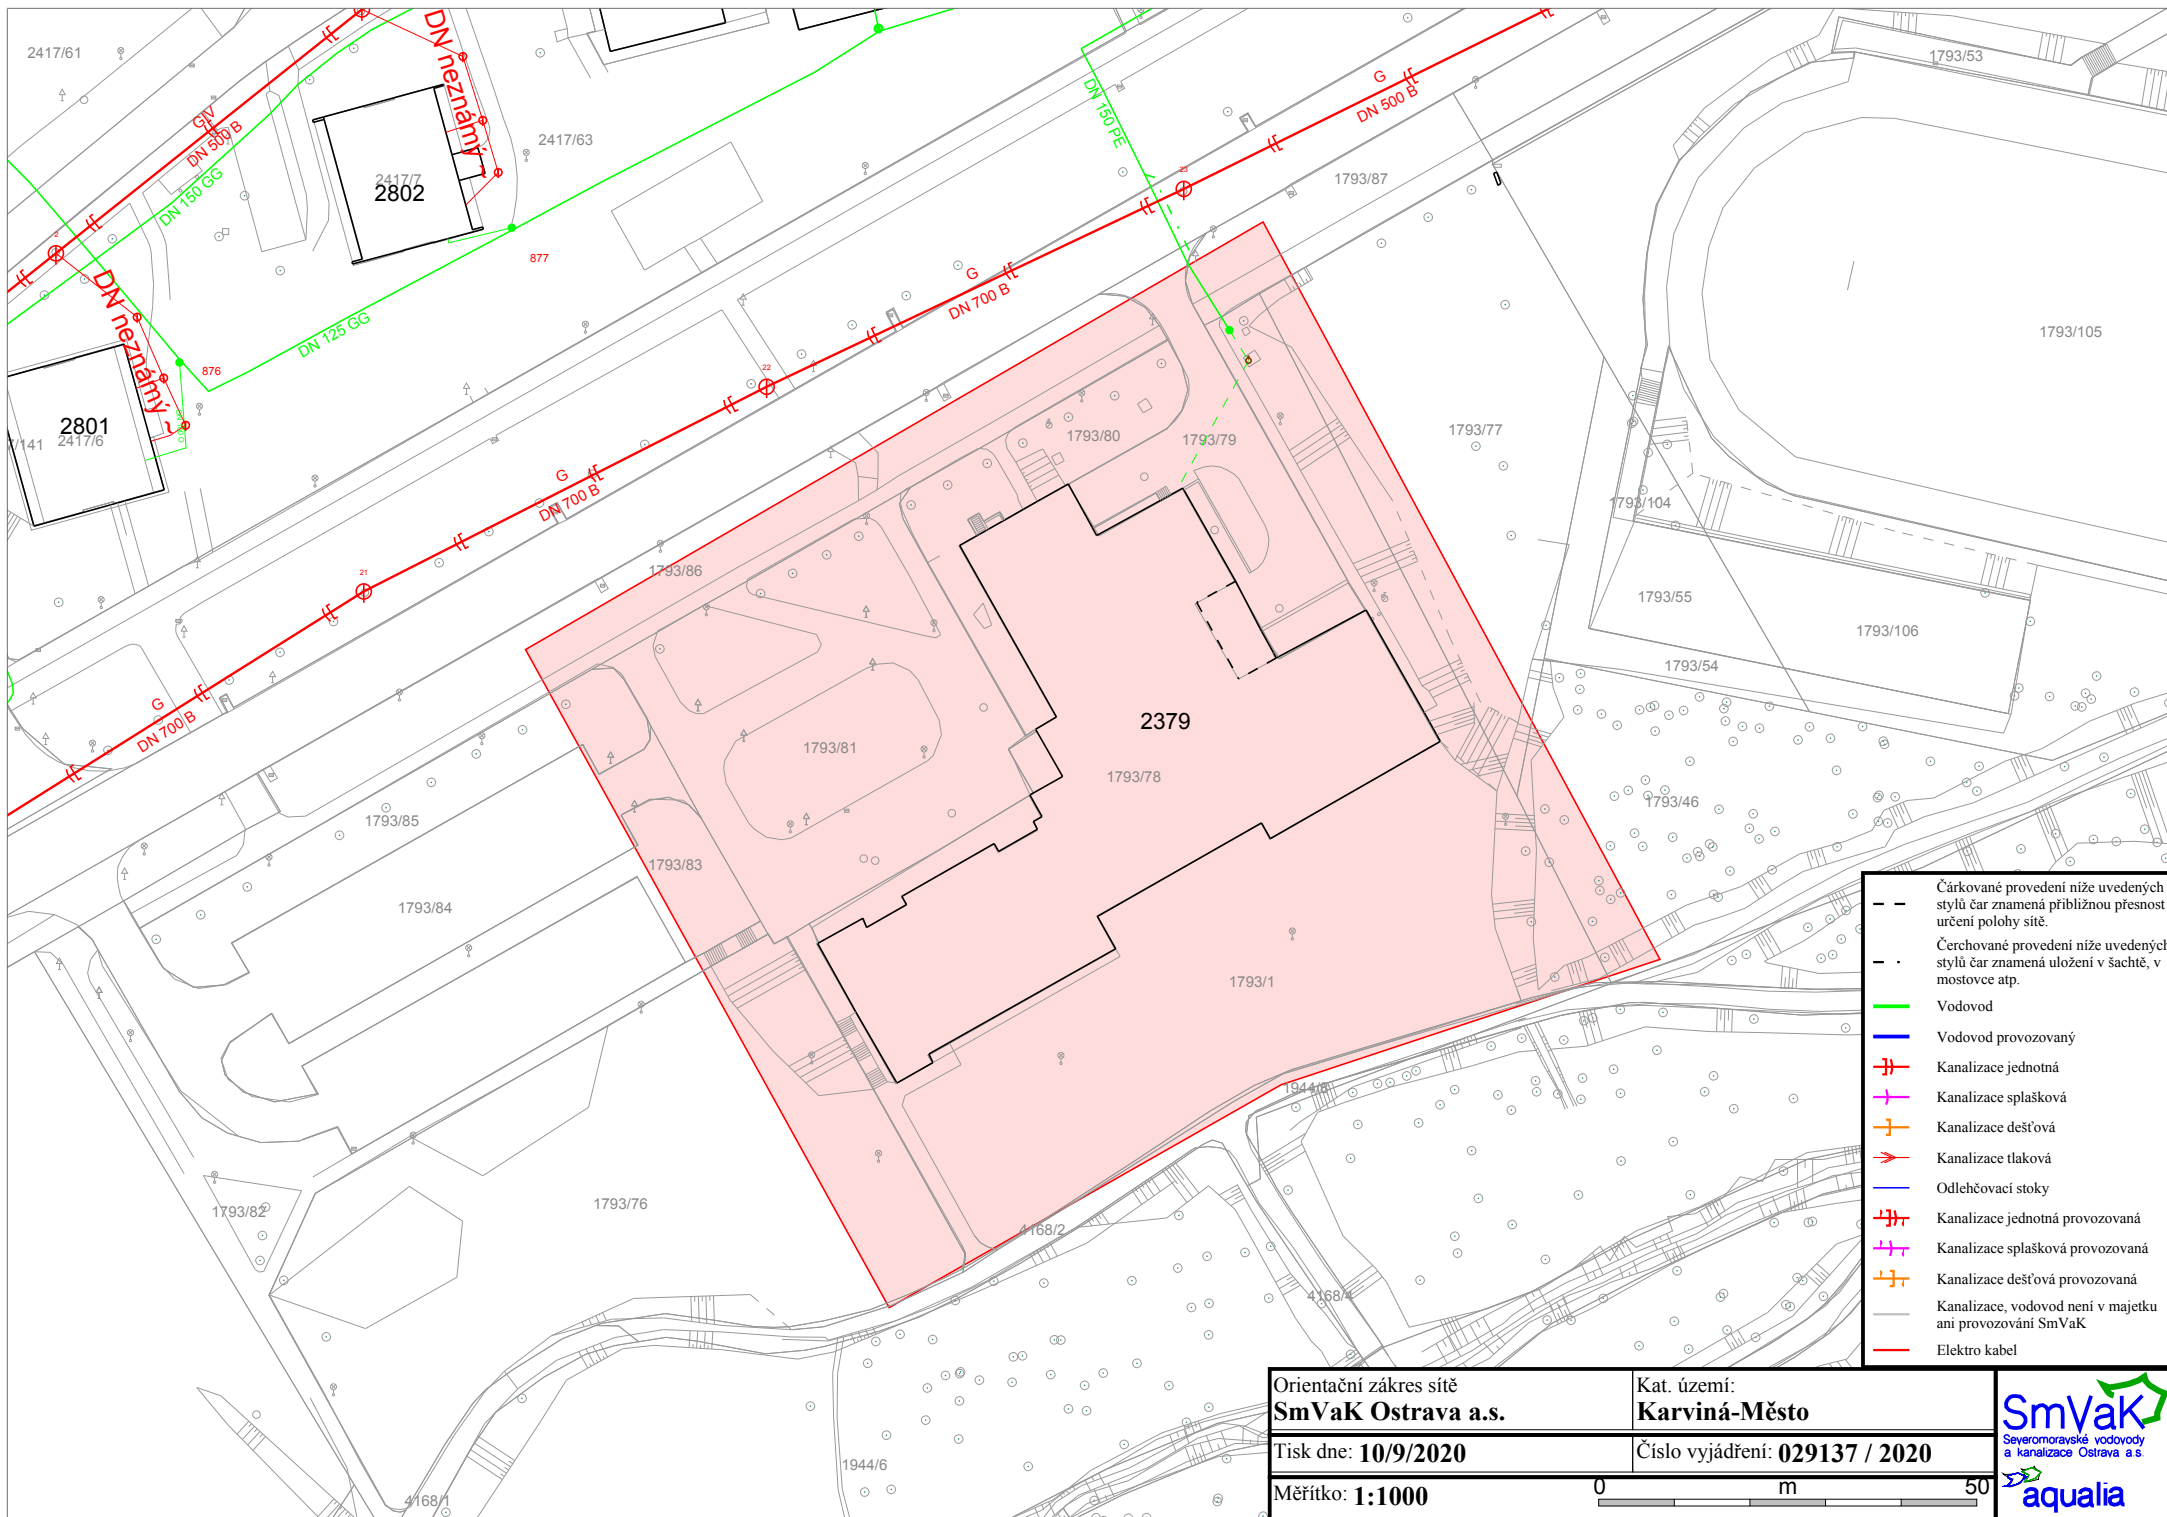 2417/61
DN neznámý
2417/63
GV
DN 500 B
DN 150 GG
2417/7
2802
877
DN 125 GG
DN neznámý
2
876
2801
2417/6
DN 150 PE
G
DN 500 B
23
1793/87
1793/53
1793/105
G
DN 700 B
22
1793/80
1793/79
1793/77
1793/104
G
DN 700 B
21
1793/86
1793/55
1793/106
1793/54
G
DN 700 B
2379
1793/81
1793/78
1793/46
1793/85
1793/83
1793/84
1793/1
1944/8
1793/82
1793/76
4168/2
4168/4
1944/6
4168/1
Čárkované provedení níže uvedených
stylů čar znamená přibližnou přesnost
určení polohy sítě.
Čerchované provedení níže uvedených
stylů čar znamená uložení v šachtě, v
mostovce atp.
Vodovod
Vodovod provozovaný
Kanalizace jednotná
Kanalizace splašková
Kanalizace dešťová
Kanalizace tlaková
Odlehčovací stoky
Kanalizace jednotná provozovaná
Kanalizace splašková provozovaná
Kanalizace dešťová provozovaná
Kanalizace, vodovod není v majetku
ani provozování SmVaK
Elektro kabel
Orientační zákres sítě
SmVaK Ostrava a.s.
Kat. území:
Karviná-Město
Tisk dne: 10/9/2020
Číslo vyjádření: 029137 / 2020
Měřítko: 1:1000
0 m 50
SmVaK
Severomoravské vodovody
a kanalizace Ostrava a.s.
aqualia